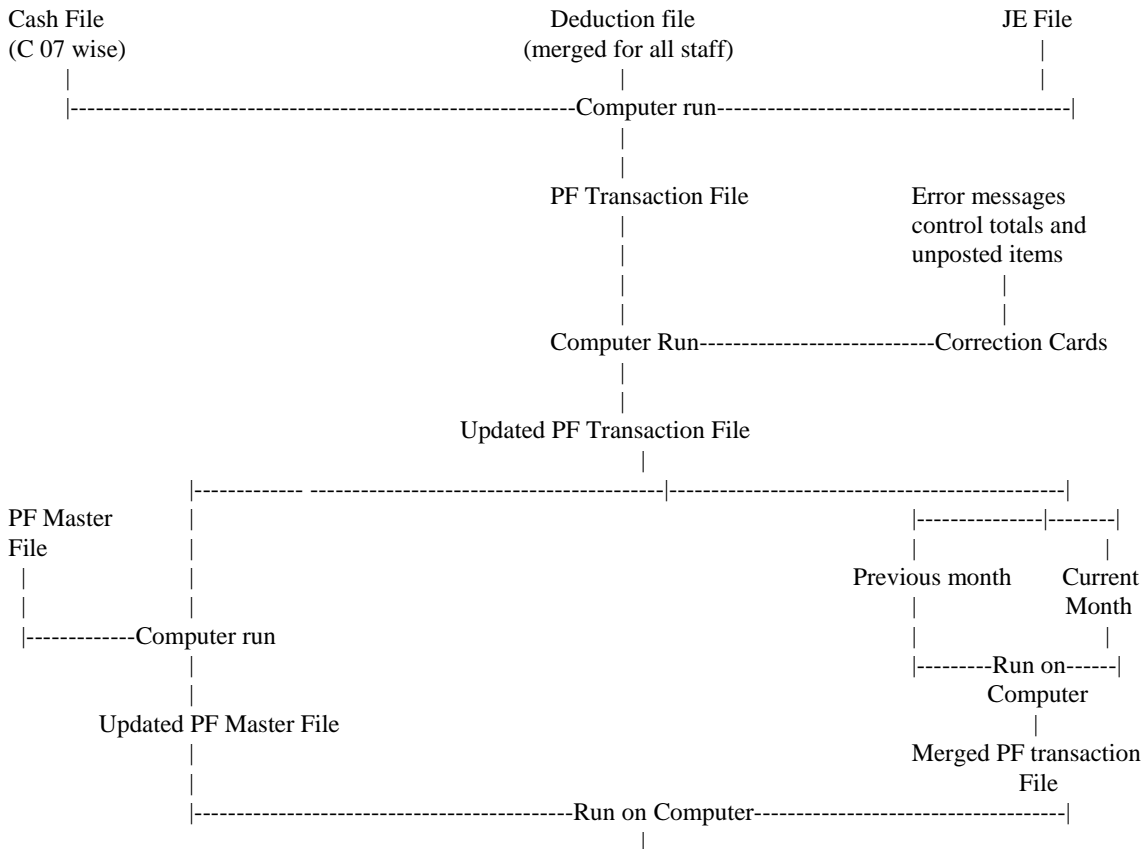 Cash File Deduction file JE File
(C 07 wise) (merged for all staff)
Computer run
PF Transaction File Error messages
control totals and
unposted items
Computer Run Correction Cards
Updated PF Transaction File
PF Master
File
Previous month Current
Month
Computer run
Run on
Computer
Updated PF Master File
Merged PF transaction
File
Run on Computer